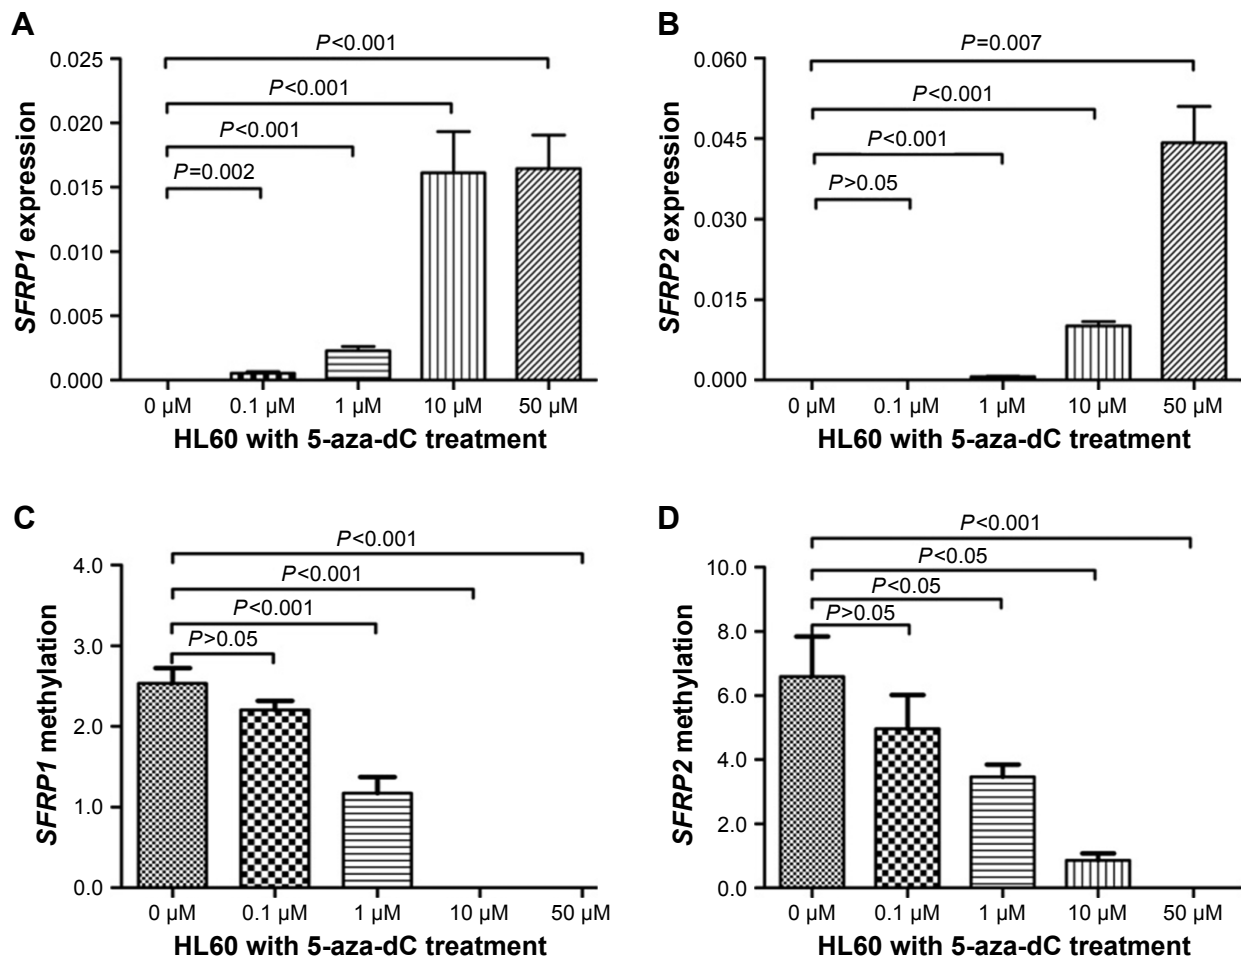 A
P<0.001
P<0.001
P<0.001
P=0.002
SFRP1 expression
0.025
0.020
0.015
0.010
0.005
0.000
0 µM 0.1 µM 1 µM 10 µM 50 µM
HL60 with 5-aza-dC treatment
B
P=0.007
P<0.001
P<0.001
P>0.05
SFRP2 expression
0.060
0.045
0.030
0.015
0.000
0 µM 0.1 µM 1 µM 10 µM 50 µM
HL60 with 5-aza-dC treatment
C
P<0.001
P<0.001
P<0.001
P>0.05
SFRP1 methylation
4.0
3.0
2.0
1.0
0.0
0 µM 0.1 µM 1 µM 10 µM 50 µM
HL60 with 5-aza-dC treatment
D
P<0.001
P<0.05
P<0.05
P>0.05
SFRP2 methylation
10.0
8.0
6.0
4.0
2.0
0.0
0 µM 0.1 µM 1 µM 10 µM 50 µM
HL60 with 5-aza-dC treatment